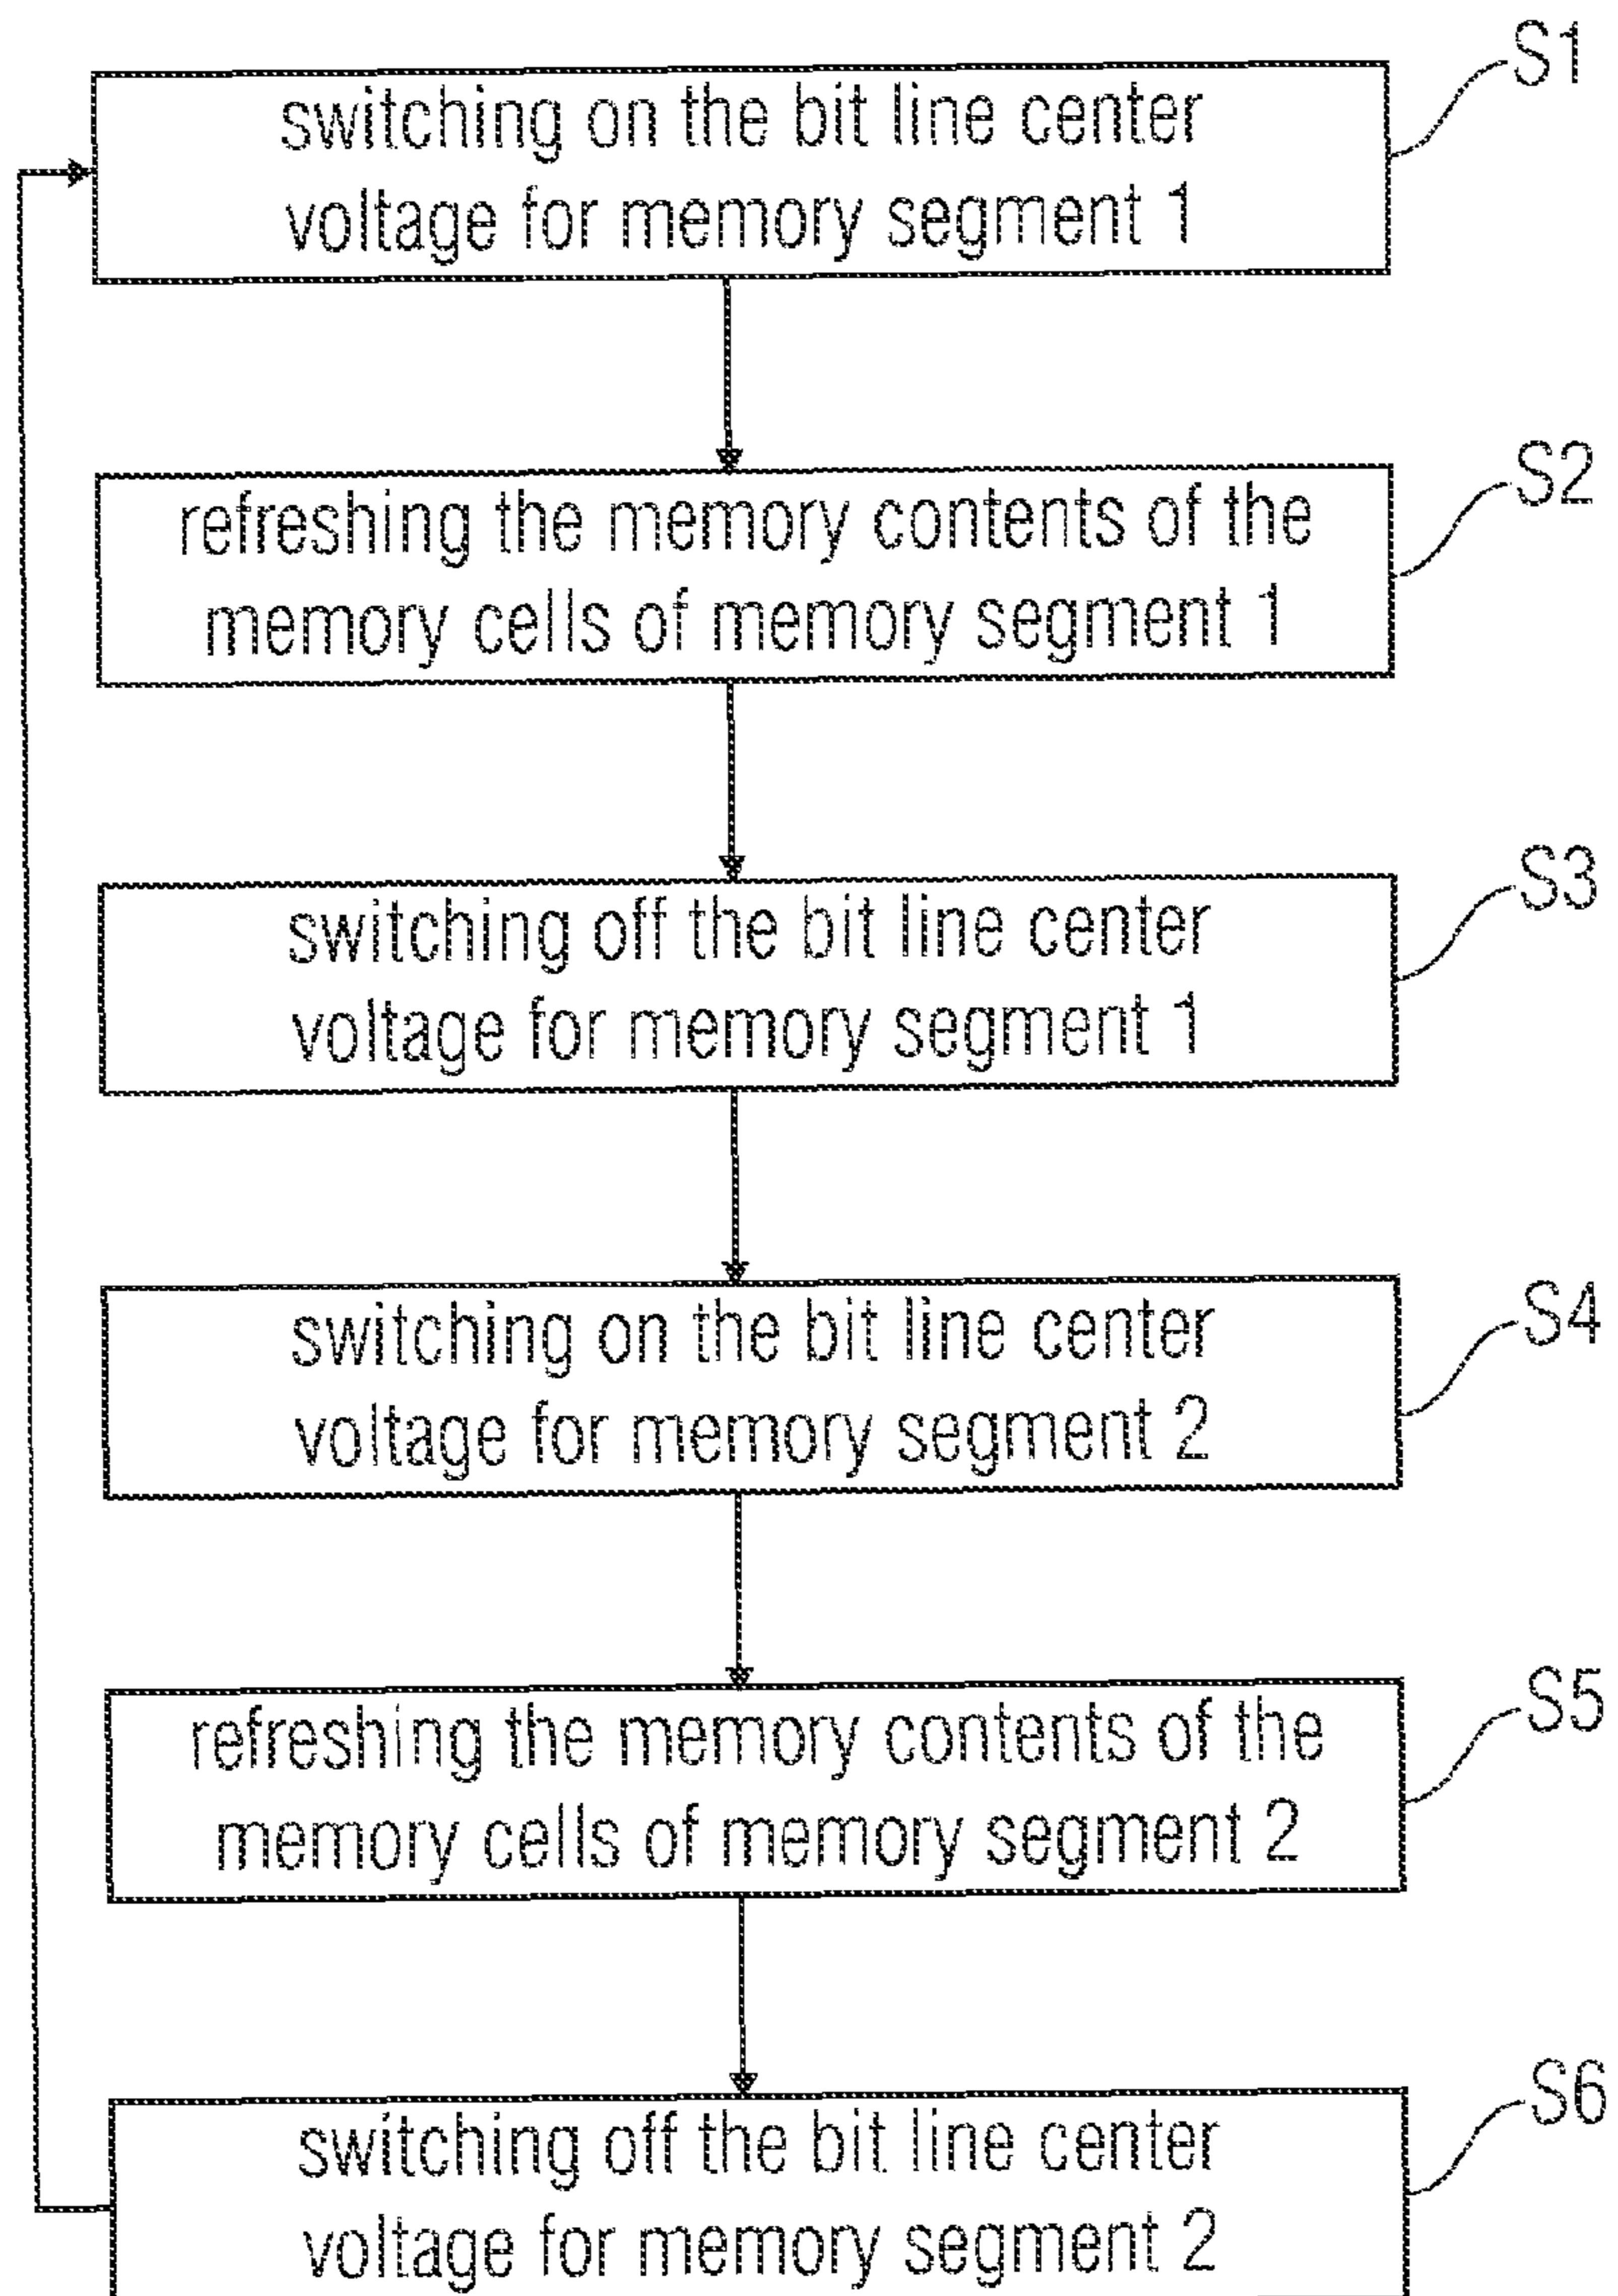 S1
switching on the bit line center
voltage for memory segment 1
S2
refreshing the memory contents of the
memory cells of memory segment 1
S3
switching off the bit line center
voltage for memory segment 1
S4
switching on the bit line center
voltage for memory segment 2
S5
refreshing the memory contents of the
memory cells of memory segment 2
S6
switching off the bit line center
voltage for memory segment 2